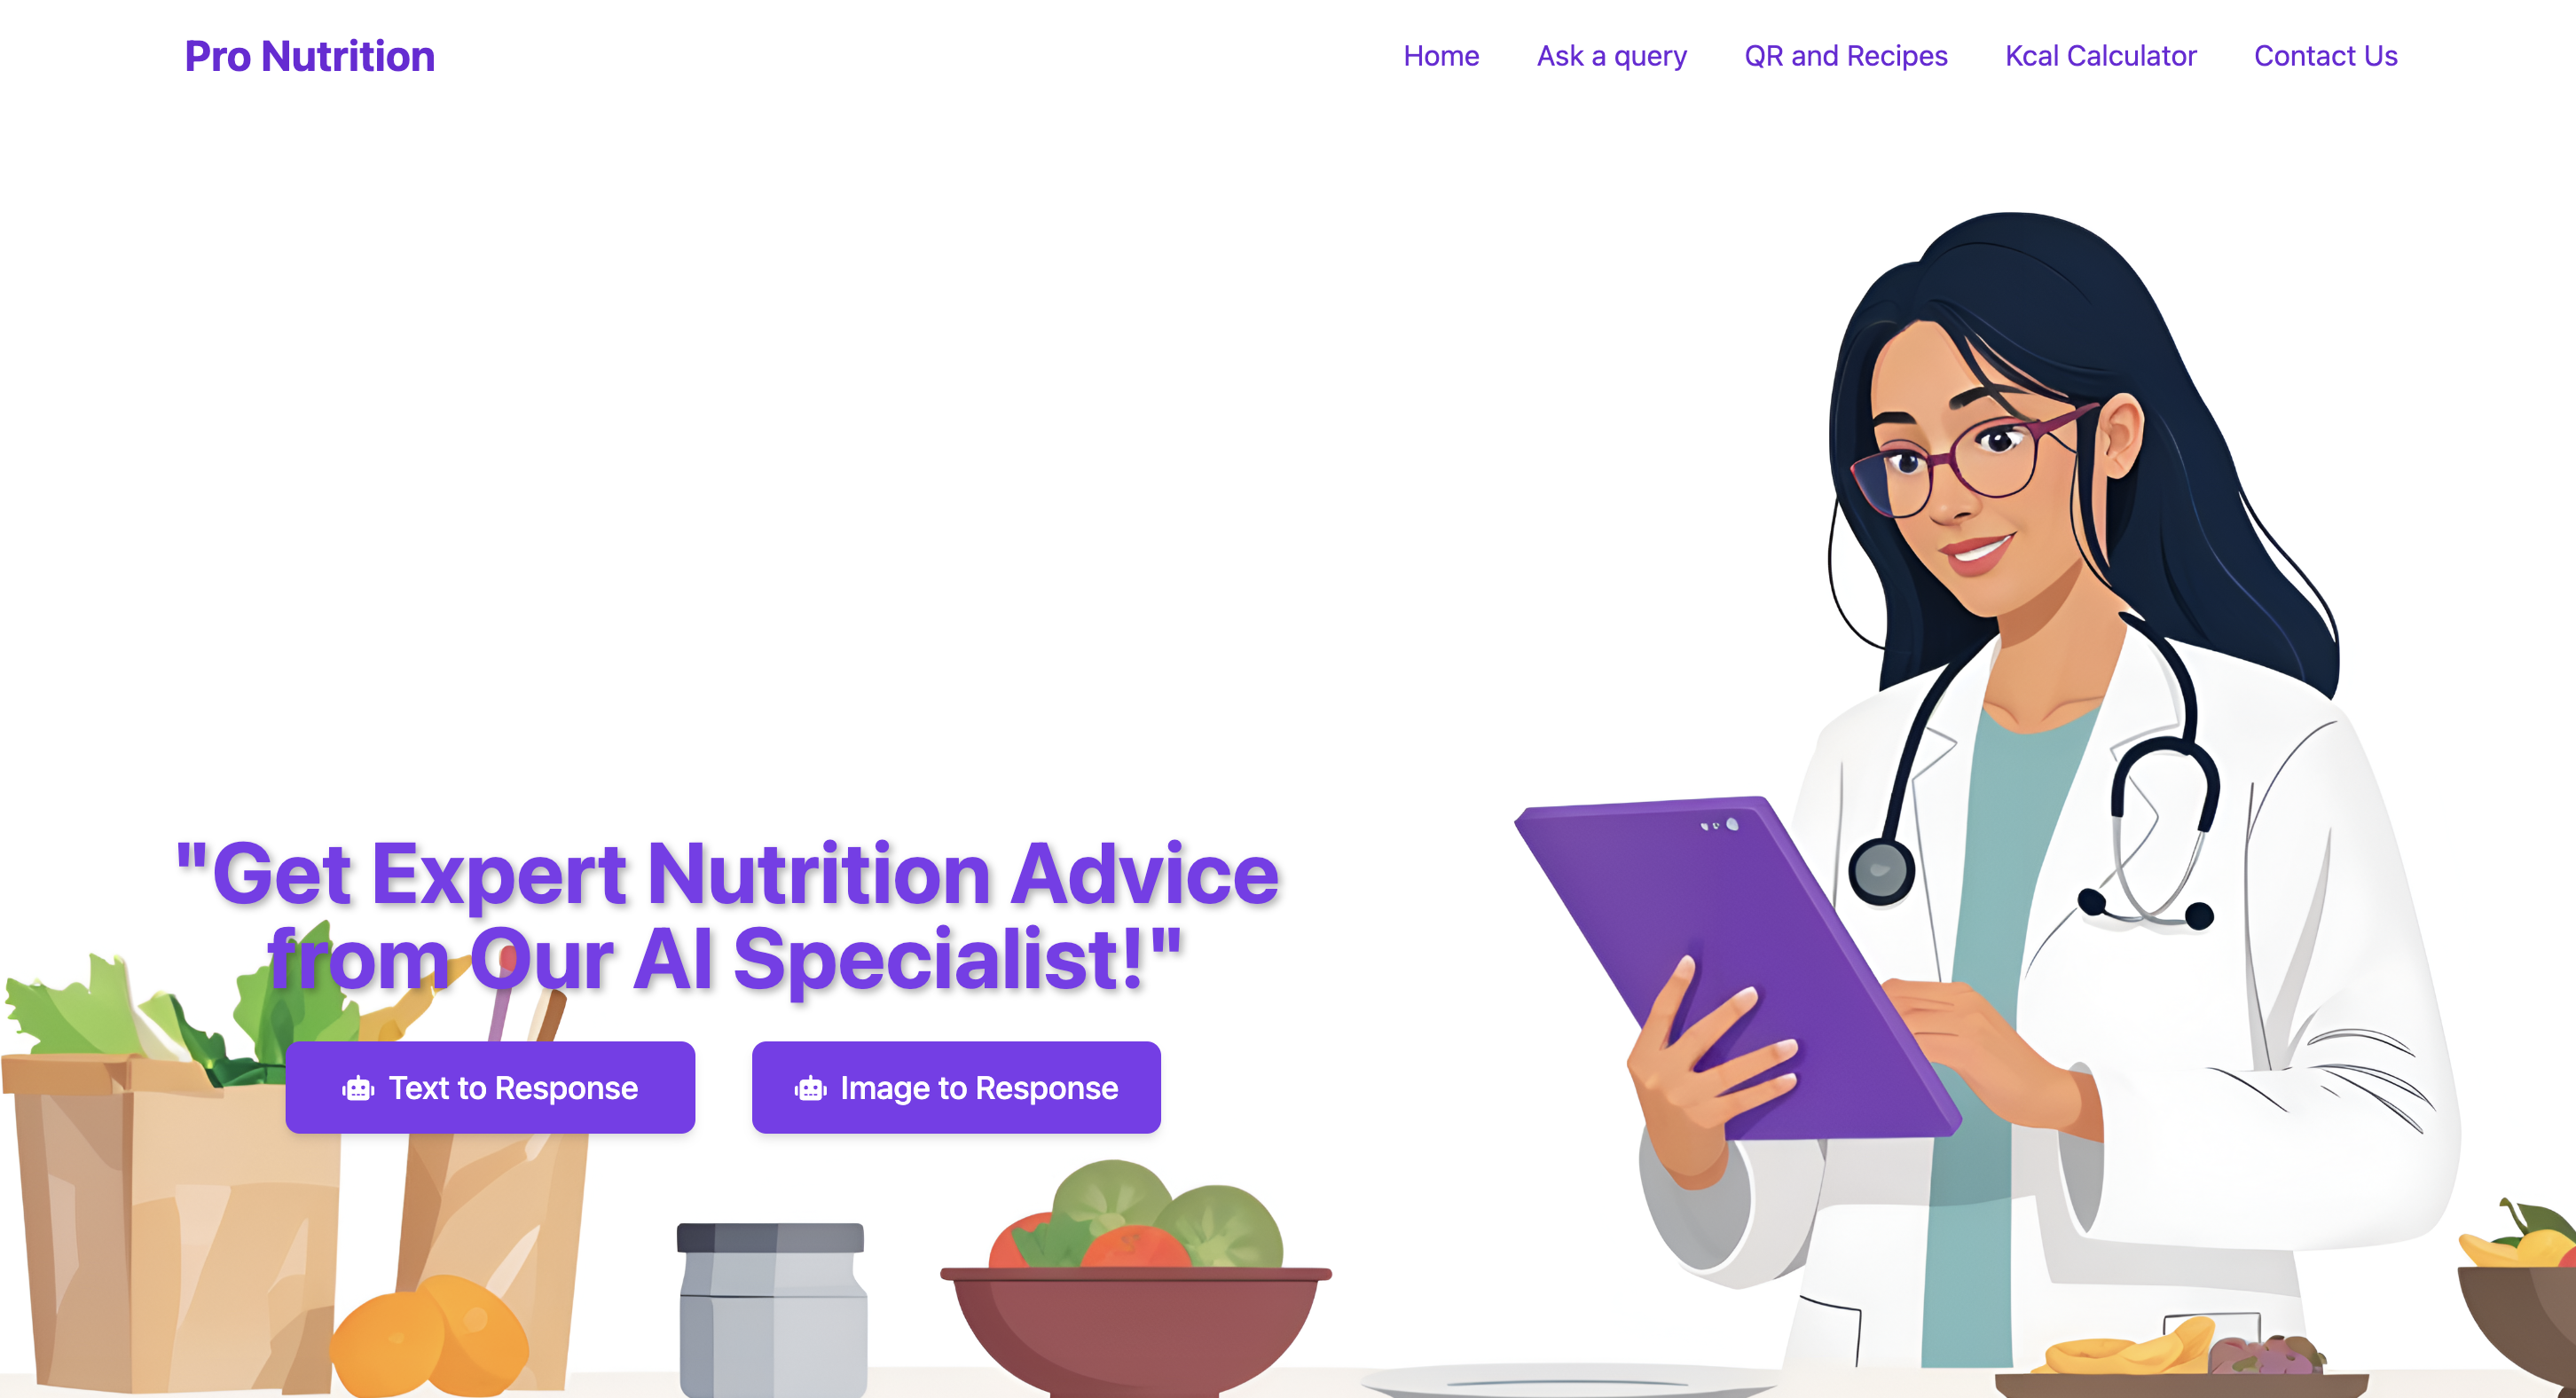 Pro Nutrition
Home Ask a query QR and Recipes Kcal Calculator Contact Us
"Get Expert Nutrition Advice
from Our AI Specialist!"
Text to Response Image to Response